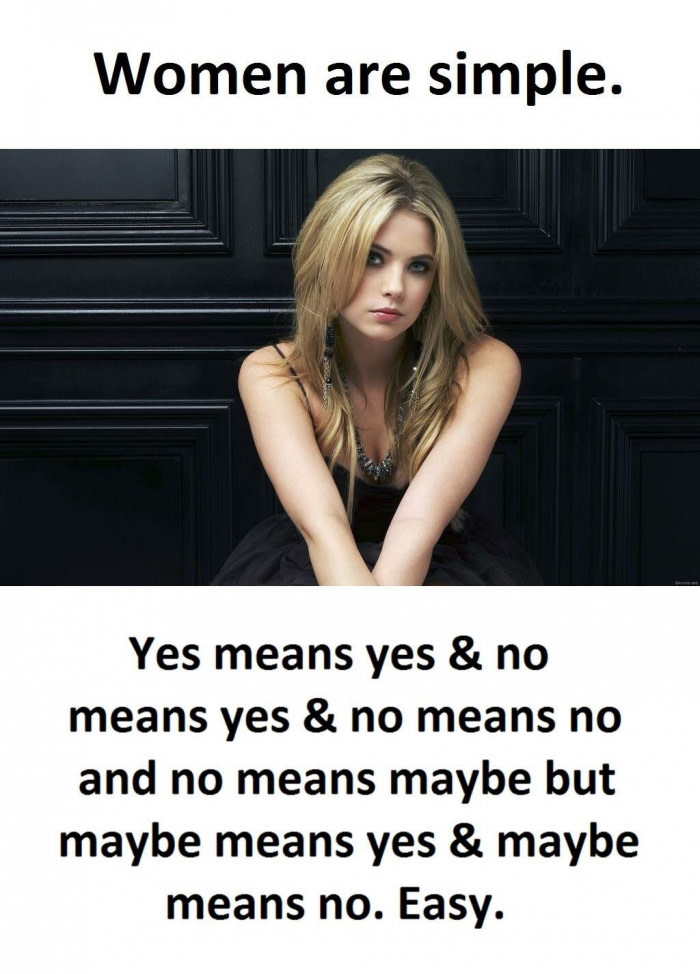 Women are simple.
Yes means yes & no
means yes & no means no
and no means maybe but
maybe means yes & maybe
means no. Easy.